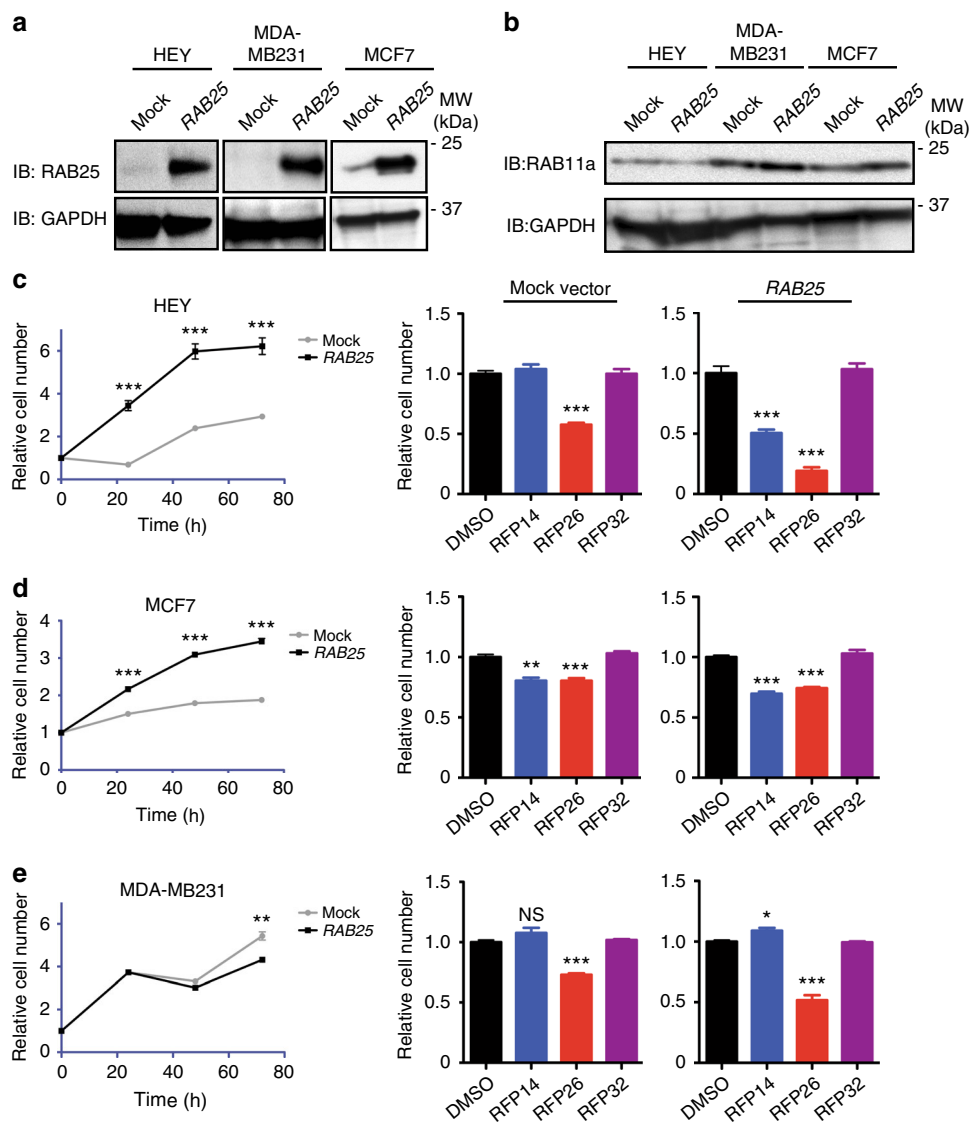 a
HEY
MDA-
MB231
MCF7
Mock
RAB25
Mock
RAB25
Mock
RAB25
MW
(kDa)
IB: RAB25
- 25
IB: GAPDH
- 37
b
HEY
MDA-
MB231
MCF7
Mock
RAB25
Mock
RAB25
Mock
RAB25
MW
(kDa)
IB:RAB11a
- 25
IB:GAPDH
- 37
c
HEY
Relative cell number
6
4
2
0
*** *** ***
Mock
RAB25
0 20 40 60 80
Time (h)
Mock vector
Relative cell number
1.5
1.0
0.5
0
***
DMSO
RFP14
RFP26
RFP32
RAB25
1.5
1.0
0.5
0
***
***
DMSO
RFP14
RFP26
RFP32
d
MCF7
Relative cell number
4
3
2
1
0
*** *** ***
Mock
RAB25
0 20 40 60 80
Time (h)
Relative cell number
1.5
1.0
0.5
0
** ***
DMSO
RFP14
RFP26
RFP32
1.5
1.0
0.5
0
*** ***
DMSO
RFP14
RFP26
RFP32
e
MDA-MB231
Relative cell number
6
4
2
0
**
Mock
RAB25
0 20 40 60 80
Time (h)
Relative cell number
1.5
1.0
0.5
0
NS
***
DMSO
RFP14
RFP26
RFP32
1.5
1.0
0.5
0
*
***
DMSO
RFP14
RFP26
RFP32